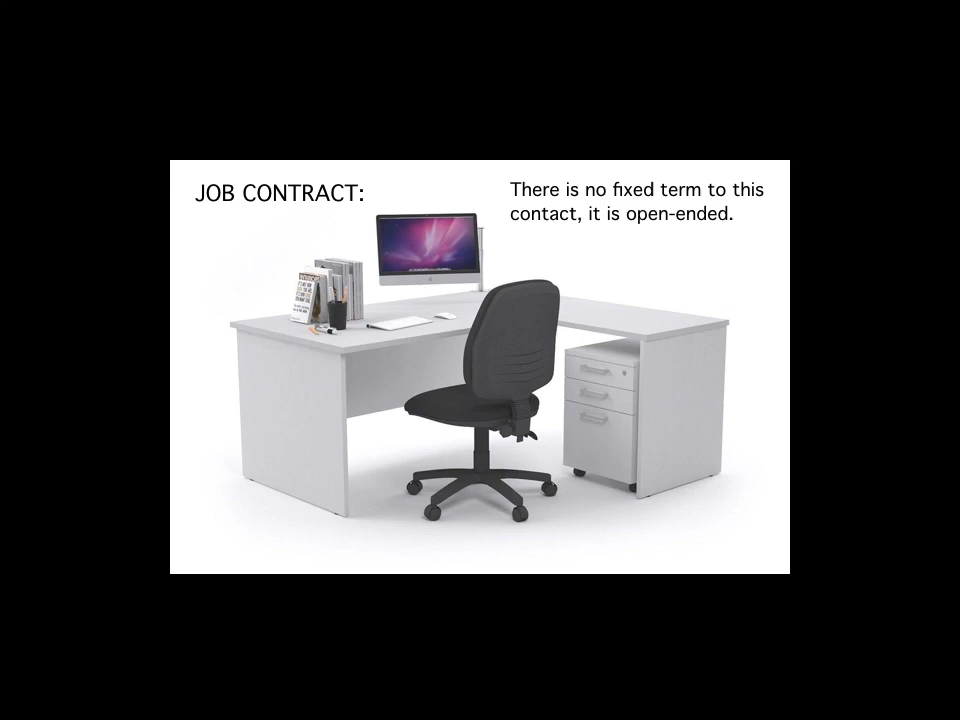 JOB CONTRACT:
There is no fixed term to this
contact, it is open-ended.